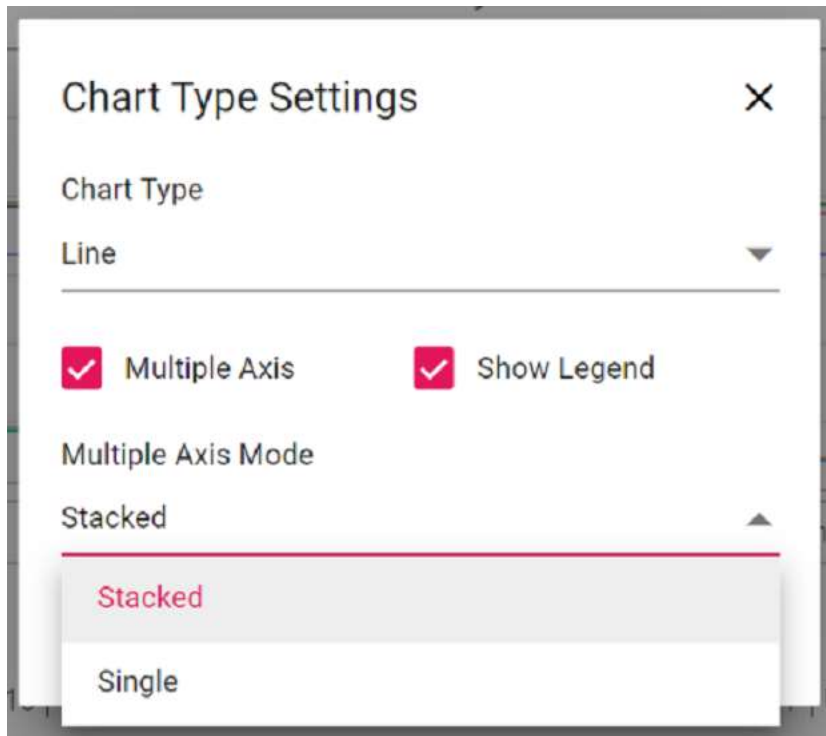 Chart Type Settings
Chart Type
Line
Multiple Axis Show Legend
Multiple Axis Mode
Stacked
Stacked
Single